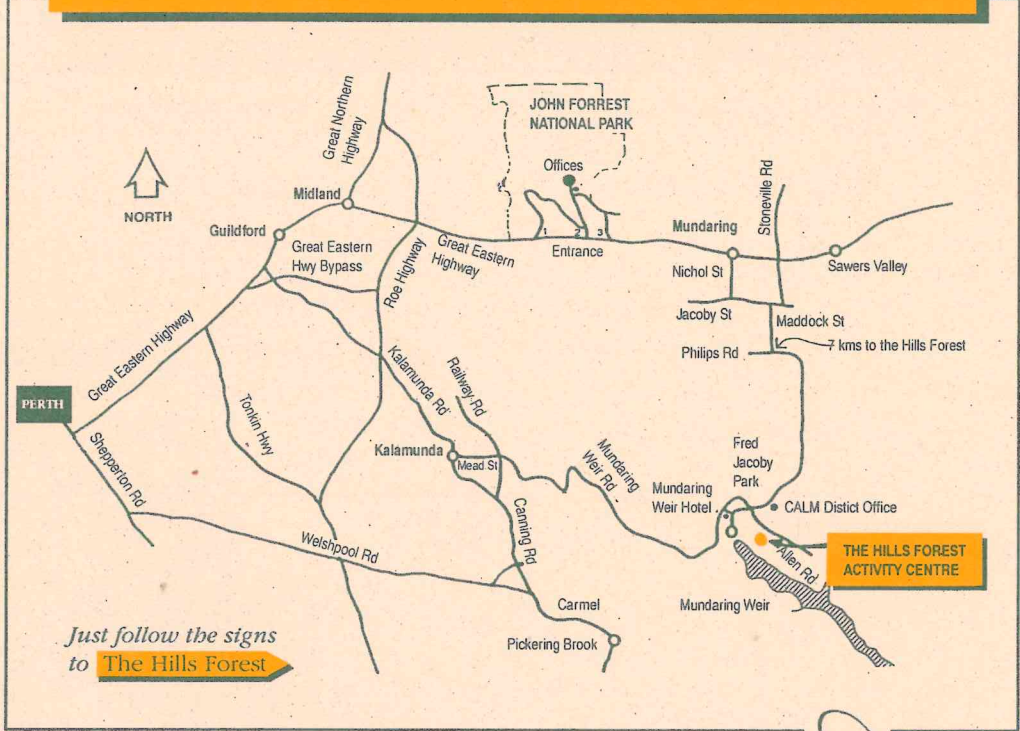 JOHN FORREST
NATIONAL PARK
Great Northern
Highway
Offices
NORTH
Midland
Stoneville Rd
Guildford
Great Eastern
Hwy Bypass
Roe Highway
Great Eastern
Highway
1
2
3
Entrance
Mundaring
Nichol St
Sawers Valley
Jacoby St
Maddock St
Philips Rd
7 kms to the Hills Forest
Great Eastern Highway
PERTH
Shepperton Rd
Tonkin Hwy
Kalamunda Rd
Railway Rd
Kalamunda
Mead St
Mundaring
Weir Rd
Fred
Jacoby
Park
Mundaring
Weir Hotel
CALM Distict Office
Canning Rd
Welshpool Rd
Allen Rd
THE HILLS FOREST
ACTIVITY CENTRE
Mundaring Weir
Carmel
Pickering Brook
Just follow the signs
to The Hills Forest